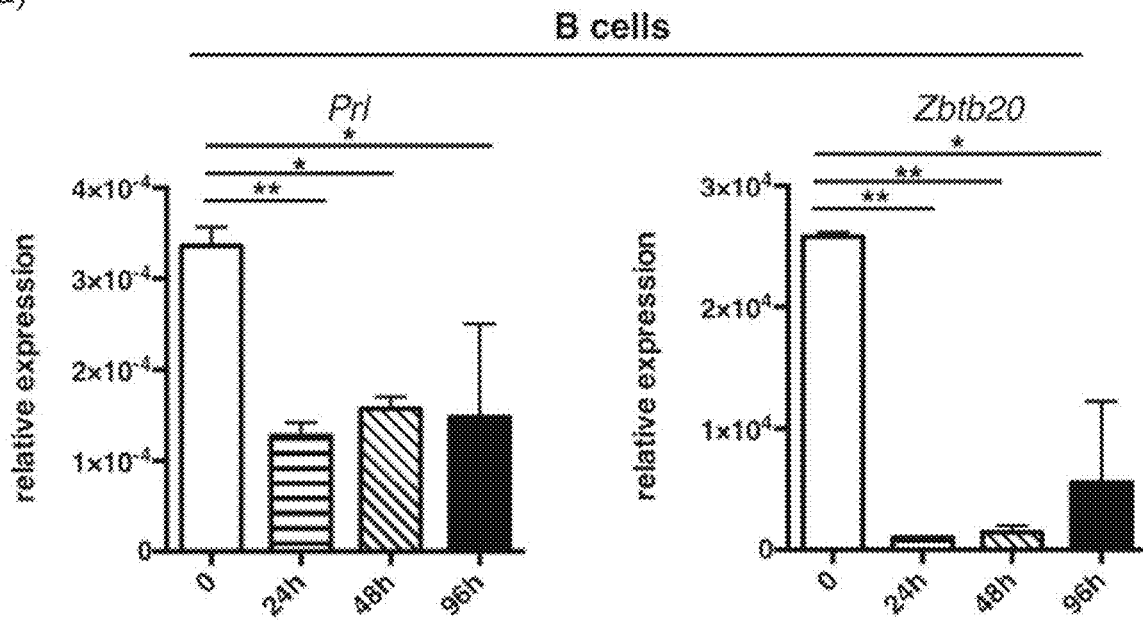 B cells
Prl
*
*
**
4×10⁻⁴
3×10⁻⁴
2×10⁻⁴
1×10⁻⁴
0
relative expression
0
24h
48h
96h
Zbtb20
*
**
**
3×10⁴
2×10⁴
1×10⁴
0
relative expression
0
24h
48h
96h